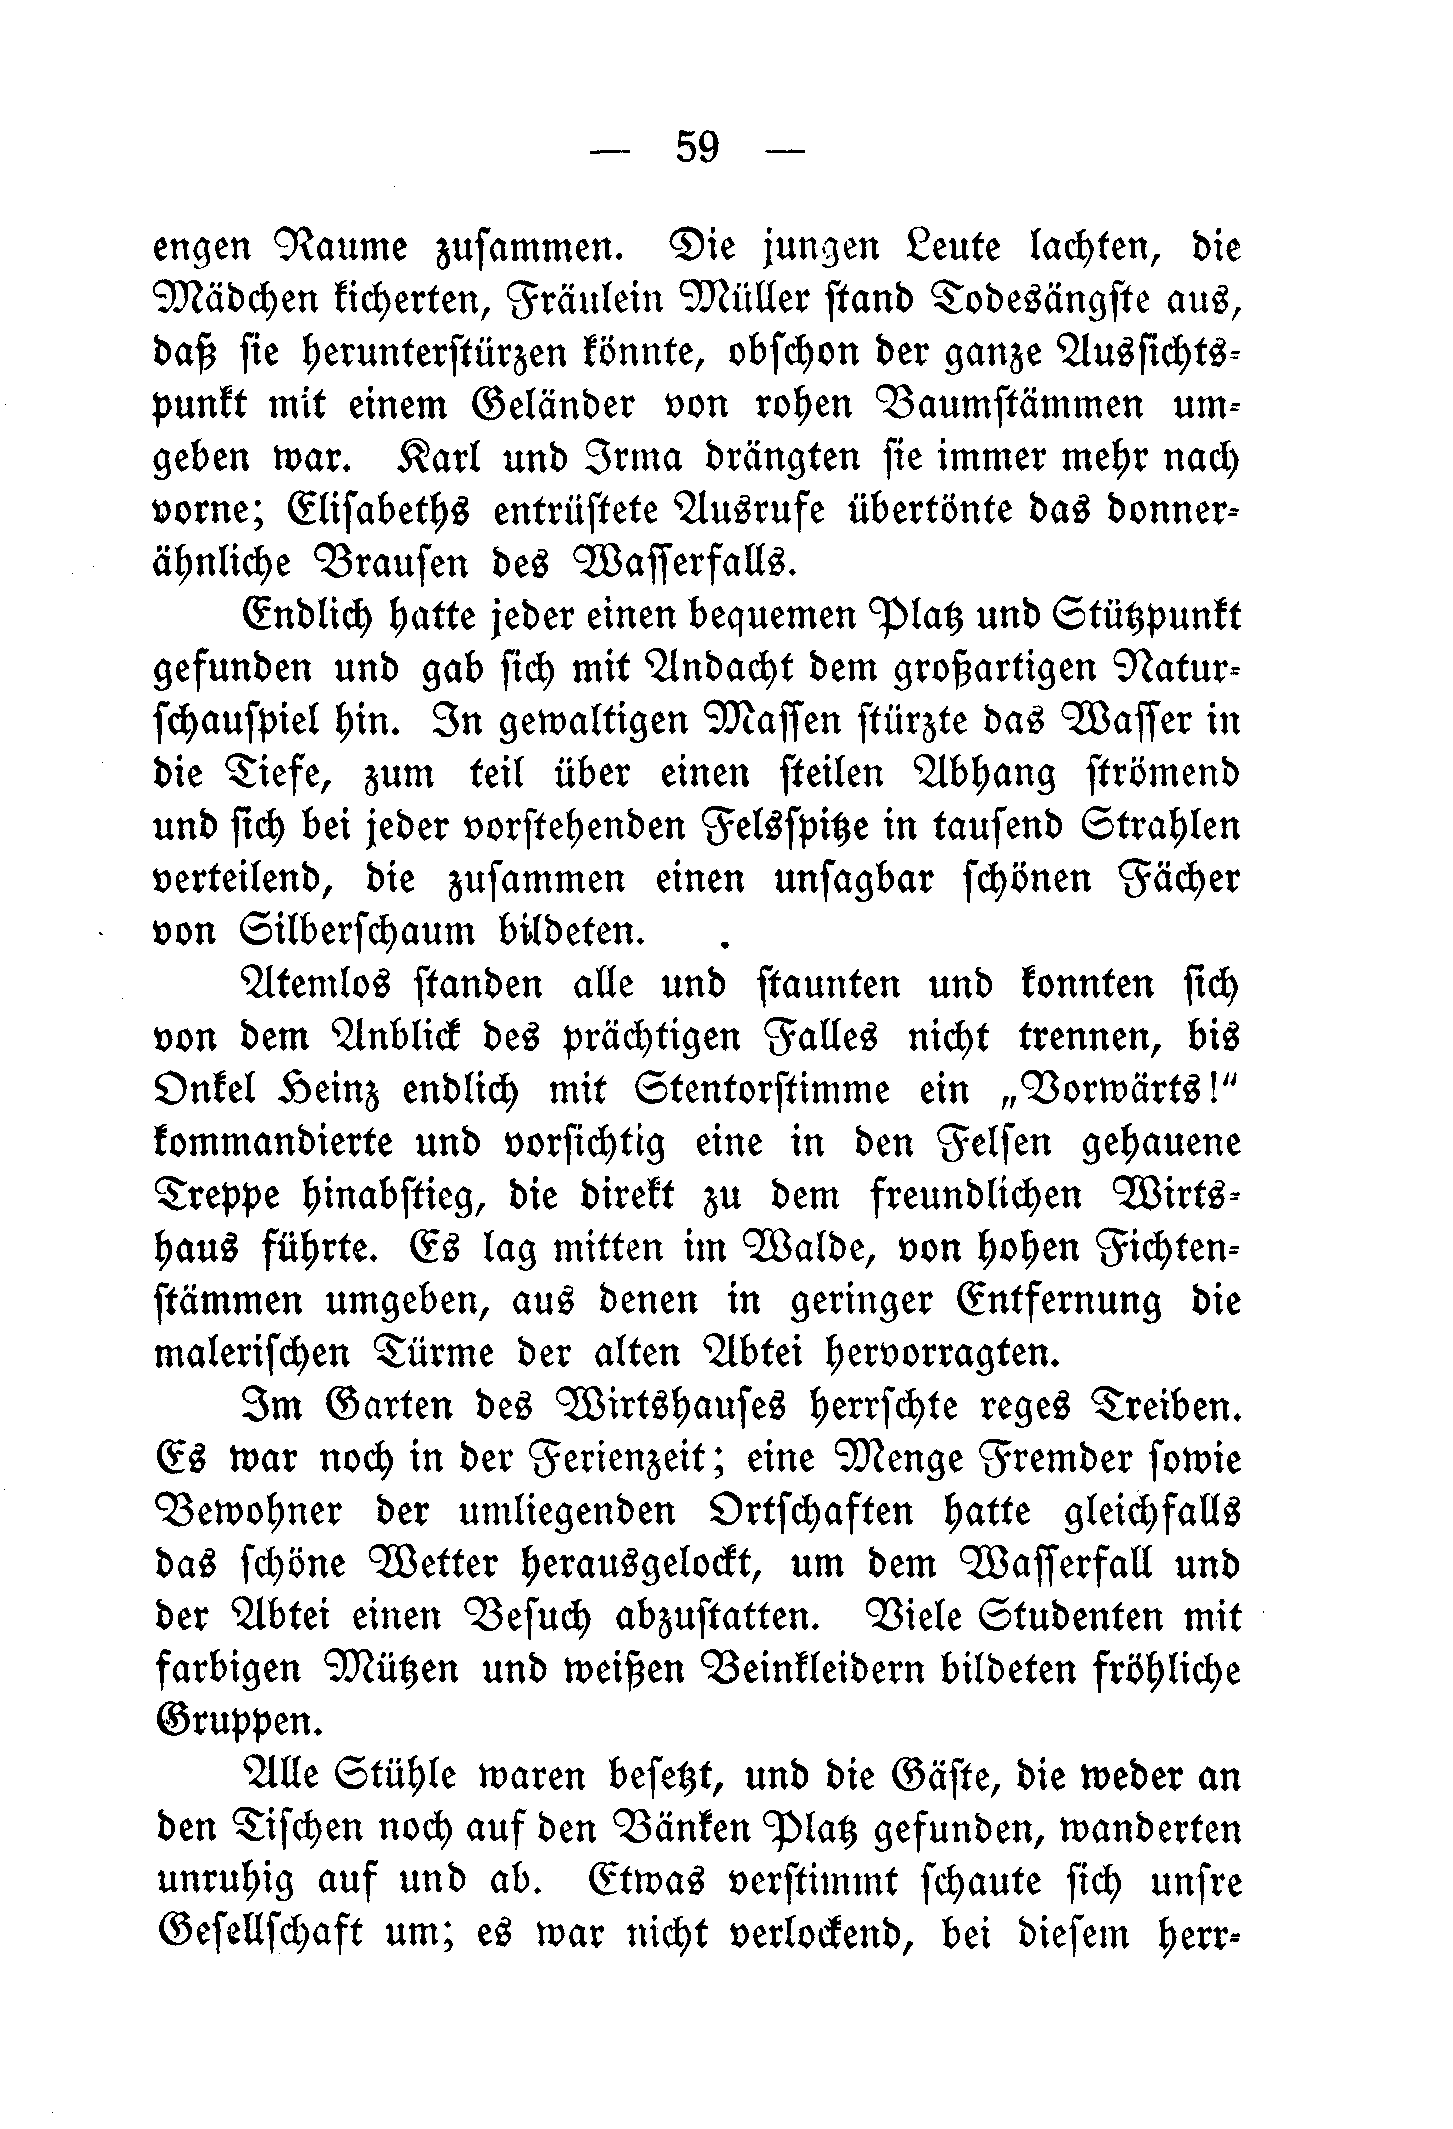 — 59 —
engen Raume zusammen. Die jungen Leute lachten, die
Mädchen kicherten, Fräulein Müller stand Todesängste aus,
daß sie herunterstürzen könnte, obschon der ganze Aussichts-
punkt mit einem Geländer von rohen Baumstämmen um-
geben war. Karl und Irma drängten sie immer mehr nach
vorne; Elisabeths entrüstete Ausrufe übertönte das donner-
ähnliche Brausen des Wasserfalls.
Endlich hatte jeder einen bequemen Platz und Stützpunkt
gefunden und gab sich mit Andacht dem großartigen Natur-
schauspiel hin. In gewaltigen Massen stürzte das Wasser in
die Tiefe, zum teil über einen steilen Abhang strömend
und sich bei jeder vorstehenden Felsspitze in tausend Strahlen
verteilend, die zusammen einen unsagbar schönen Fächer
von Silberschaum bildeten.
Atemlos standen alle und staunten und konnten sich
von dem Anblick des prächtigen Falles nicht trennen, bis
Onkel Heinz endlich mit Stentorstimme ein „Vorwärts!"
kommandierte und vorsichtig eine in den Felsen gehauene
Treppe hinabstieg, die direkt zu dem freundlichen Wirts-
haus führte. Es lag mitten im Walde, von hohen Fichten-
stämmen umgeben, aus denen in geringer Entfernung die
malerischen Türme der alten Abtei hervorragten.
Im Garten des Wirtshauses herrschte reges Treiben.
Es war noch in der Ferienzeit; eine Menge Fremder sowie
Bewohner der umliegenden Ortschaften hatte gleichfalls
das schöne Wetter herausgelockt, um dem Wasserfall und
der Abtei einen Besuch abzustatten. Viele Studenten mit
farbigen Mützen und weißen Beinkleidern bildeten fröhliche
Gruppen.
Alle Stühle waren besetzt, und die Gäste, die weder an
den Tischen noch auf den Bänken Platz gefunden, wanderten
unruhig auf und ab. Etwas verstimmt schaute sich unsre
Gesellschaft um; es war nicht verlockend, bei diesem herr-